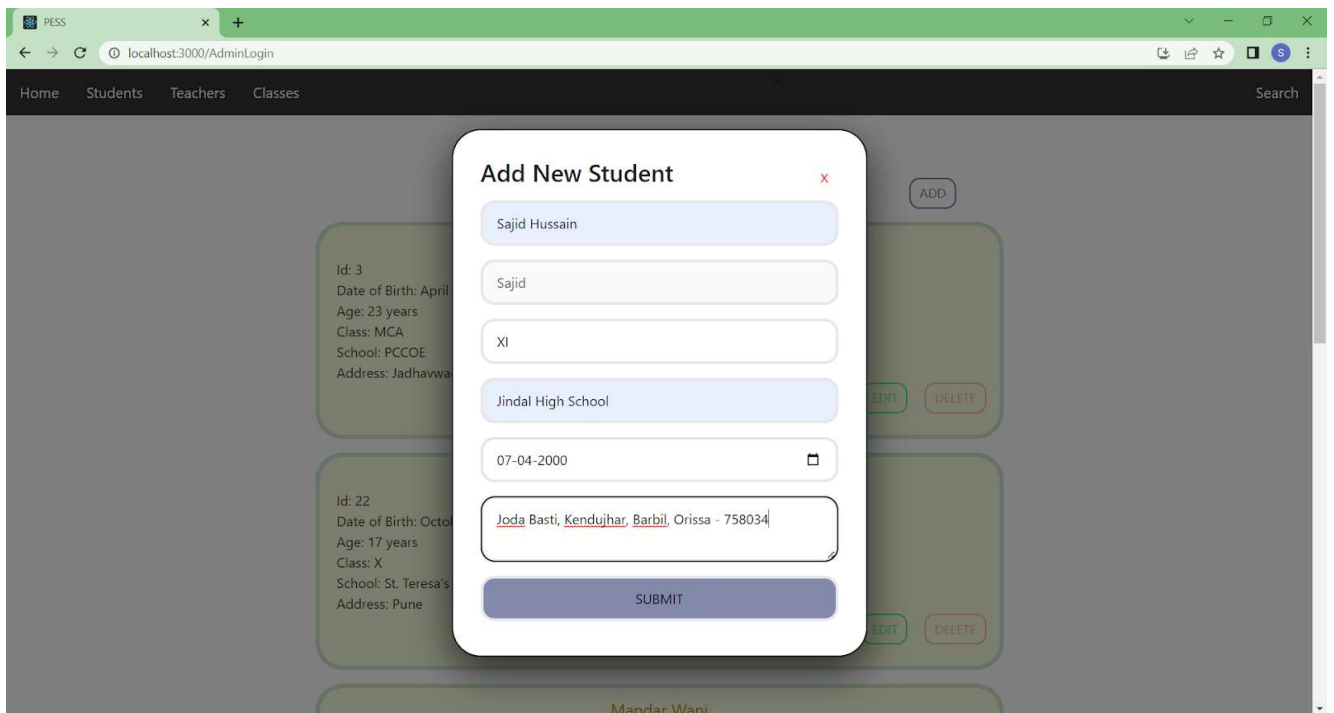 PESS
localhost:3000/AdminLogin
S
Home Students Teachers Classes Search
Add New Student
X
ADD
Sajid Hussain
Sajid
XI
Jindal High School
07-04-2000
Joda Basti, Kendujhar, Barbil, Orissa - 758034
SUBMIT
Id: 3
Date of Birth: April
Age: 23 years
Class: MCA
School: PCCOE
Address: Jadhavwa
EDIT DELETE
Id: 22
Date of Birth: Octo
Age: 17 years
Class: X
School: St. Teresa's
Address: Pune
EDIT DELETE
Mandar Wani